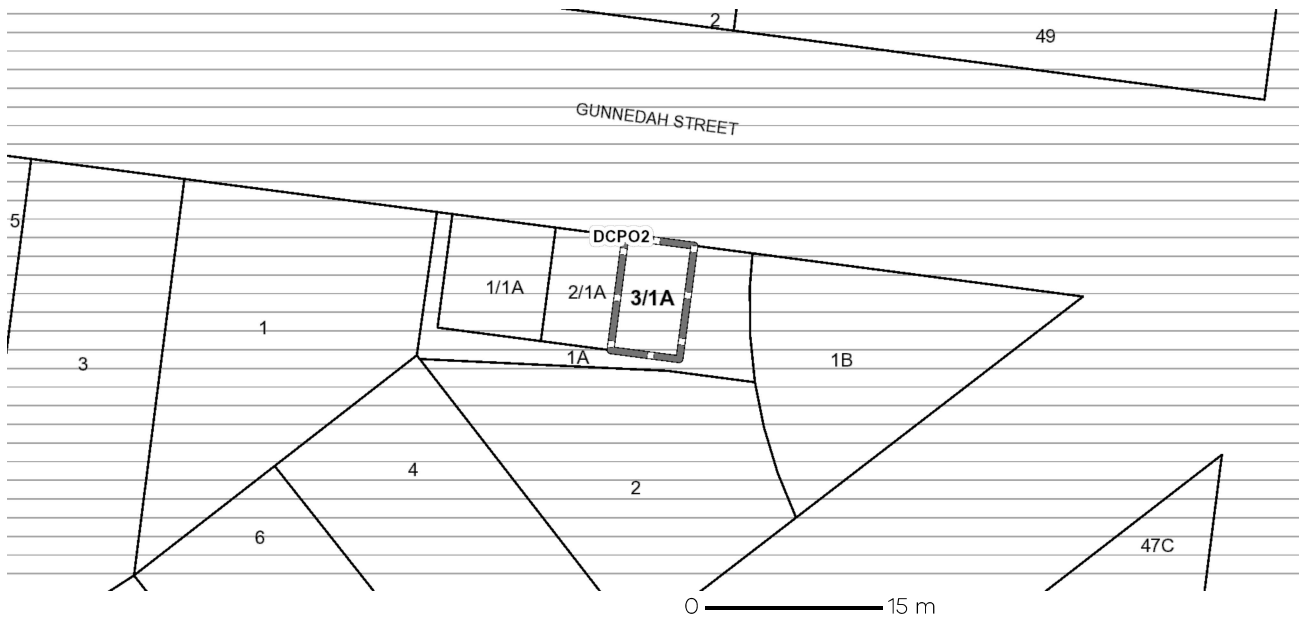 2
49
GUNNEDAH STREET
5
DCPO2
1/1A
2/1A
3/1A
1
3
1A
1B
4
2
6
47C
0 15 m